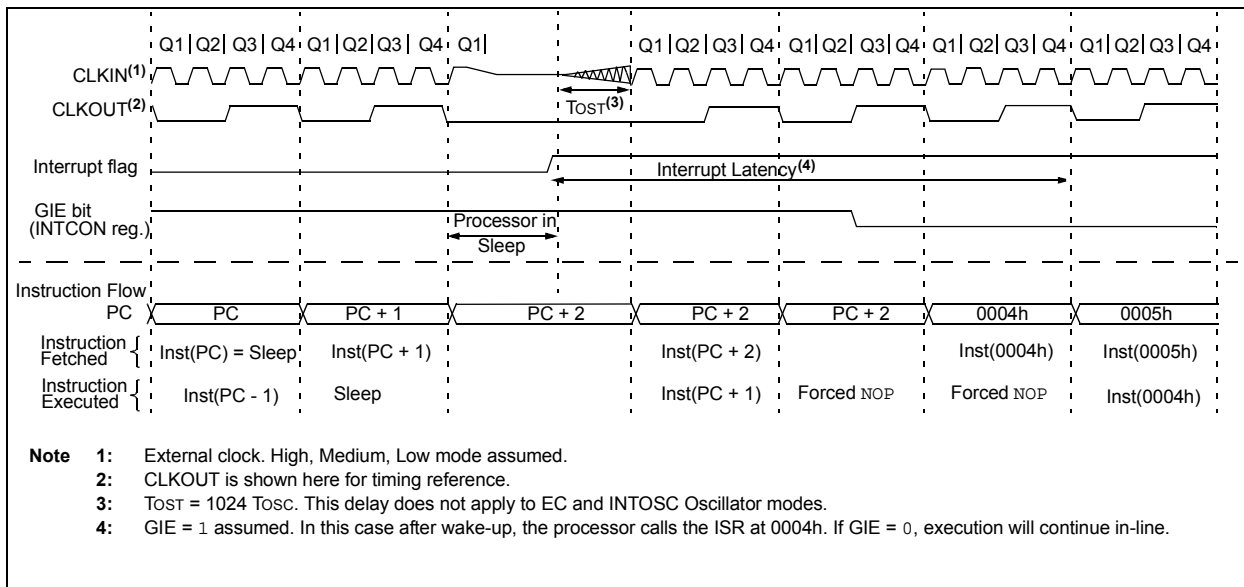 Q1 Q2 Q3 Q4 Q1 Q2 Q3 Q4 Q1 Q1 Q2 Q3 Q4 Q1 Q2 Q3 Q4 Q1 Q2 Q3 Q4 Q1 Q2 Q3 Q4
CLKIN(1)
CLKOUT(2)
TOST(3)
Interrupt flag
Interrupt Latency(4)
GIE bit
(INTCON reg.)
Processor in
Sleep
Instruction Flow
PC PC PC + 1 PC + 2 PC + 2 PC + 2 0004h 0005h
Instruction
Fetched
Inst(PC) = Sleep Inst(PC + 1) Inst(PC + 2) Inst(0004h) Inst(0005h)
Instruction
Executed
Inst(PC - 1) Sleep Inst(PC + 1) Forced NOP Forced NOP Inst(0004h)
Note 1: External clock. High, Medium, Low mode assumed.
2: CLKOUT is shown here for timing reference.
3: TOST = 1024 TOSC. This delay does not apply to EC and INTOSC Oscillator modes.
4: GIE = 1 assumed. In this case after wake-up, the processor calls the ISR at 0004h. If GIE = 0, execution will continue in-line.